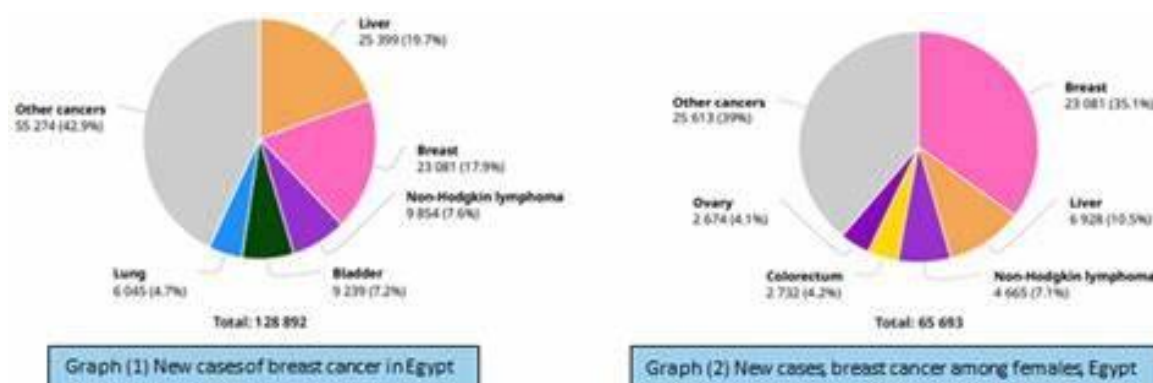 Liver
25 399 (19.7%)
Breast
23 081 (17.9%)
Non-Hodgkin lymphoma
9 854 (7.6%)
Bladder
9 239 (7.2%)
Lung
6 045 (4.7%)
Other cancers
55 274 (42.9%)
Total: 128 892
Graph (1) New cases of breast cancer in Egypt
Breast
23 081 (35.1%)
Liver
6 928 (10.5%)
Non-Hodgkin lymphoma
4 665 (7.1%)
Colorectum
2 732 (4.2%)
Ovary
2 674 (4.1%)
Other cancers
25 613 (39%)
Total: 65 693
Graph (2) New cases, breast cancer among females, Egypt